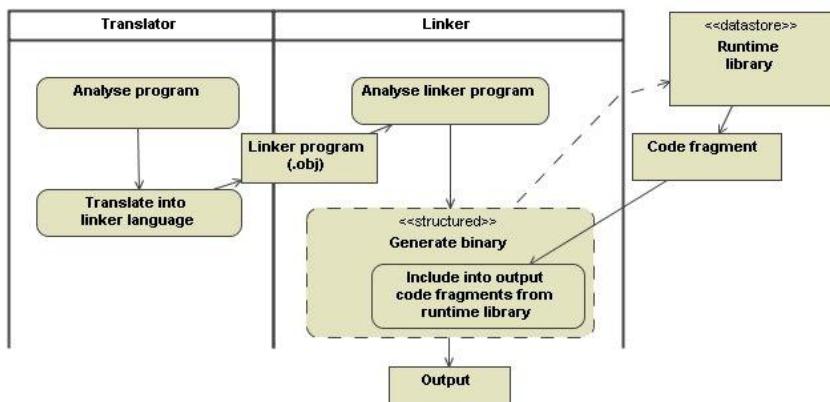 Translator
Linker
<<datastore>>
Runtime
library
Analyse program
Analyse linker program
Linker program
(.obj)
Code fragment
Translate into
linker language
<<structured>>
Generate binary
Include into output
code fragments from
runtime library
Output